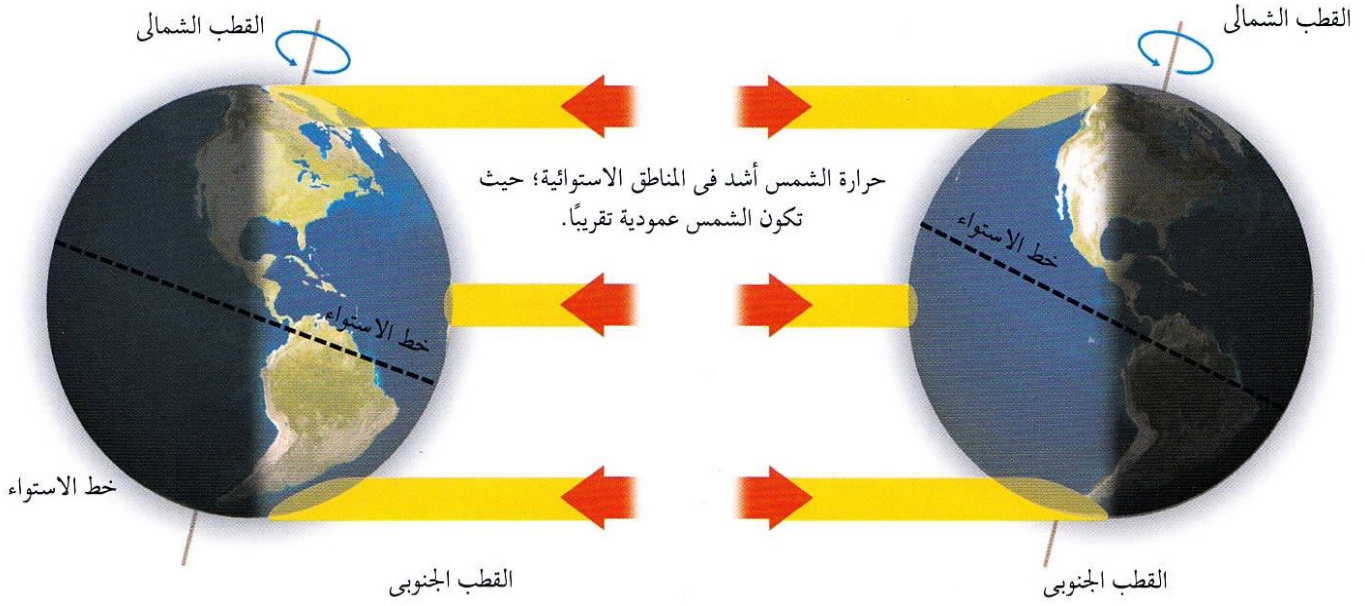 القطب الشمالى
القطب الشمالى
حرارة الشمس أشد فى المناطق الاستوائية؛ حيث
تكون الشمس عمودية تقريبًا.
خط الاستواء
خط الاستواء
خط الاستواء
القطب الجنوبى
القطب الجنوبى